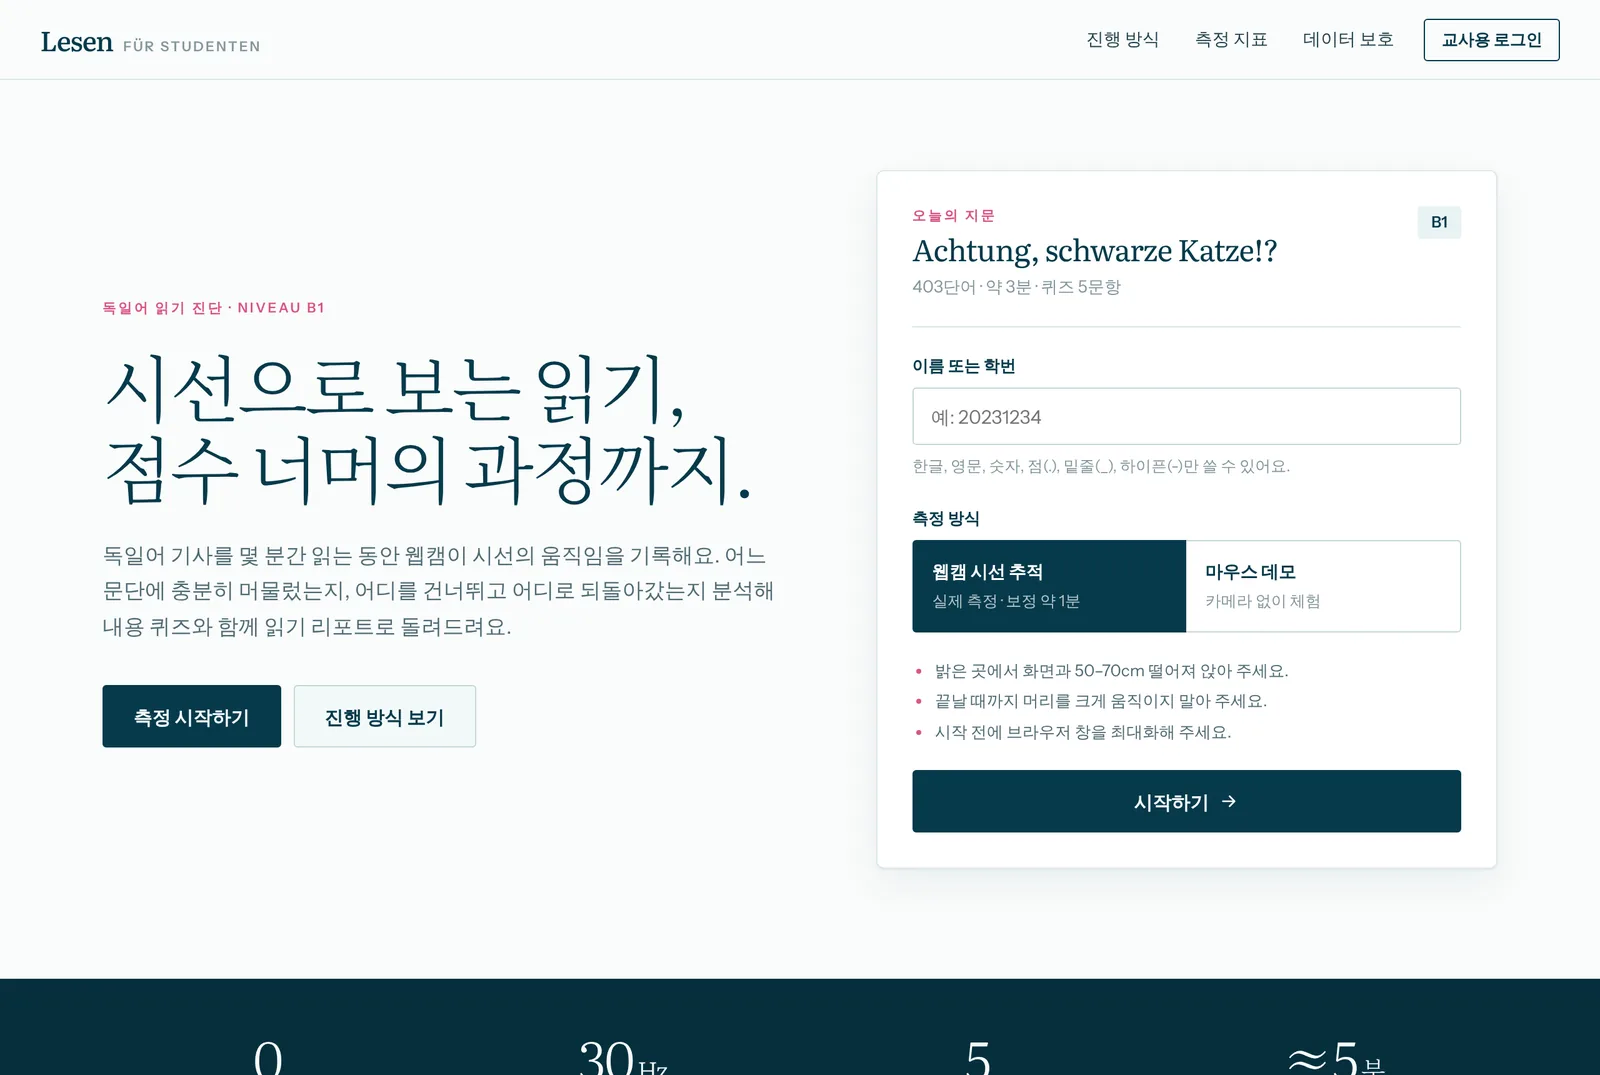 Lesen FÜR STUDENTEN
진행 방식
측정 지표
데이터 보호
교사용 로그인
독일어 읽기 진단 · NIVEAU B1
시선으로 보는 읽기,
점수 너머의 과정까지.
독일어 기사를 몇 분간 읽는 동안 웹캠이 시선의 움직임을 기록해요. 어느
문단에 충분히 머물렀는지, 어디를 건너뛰고 어디로 되돌아갔는지 분석해
내용 퀴즈와 함께 읽기 리포트로 돌려드려요.
측정 시작하기
진행 방식 보기
오늘의 지문
B1
Achtung, schwarze Katze!?
403단어 · 약 3분 · 퀴즈 5문항
이름 또는 학번
예: 20231234
한글, 영문, 숫자, 점(.), 밑줄(_), 하이픈(-)만 쓸 수 있어요.
측정 방식
웹캠 시선 추적
실제 측정 · 보정 약 1분
마우스 데모
카메라 없이 체험
• 밝은 곳에서 화면과 50–70cm 떨어져 앉아 주세요.
• 끝날 때까지 머리를 크게 움직이지 말아 주세요.
• 시작 전에 브라우저 창을 최대화해 주세요.
시작하기 →
0
30 Hz
5
≈5 분